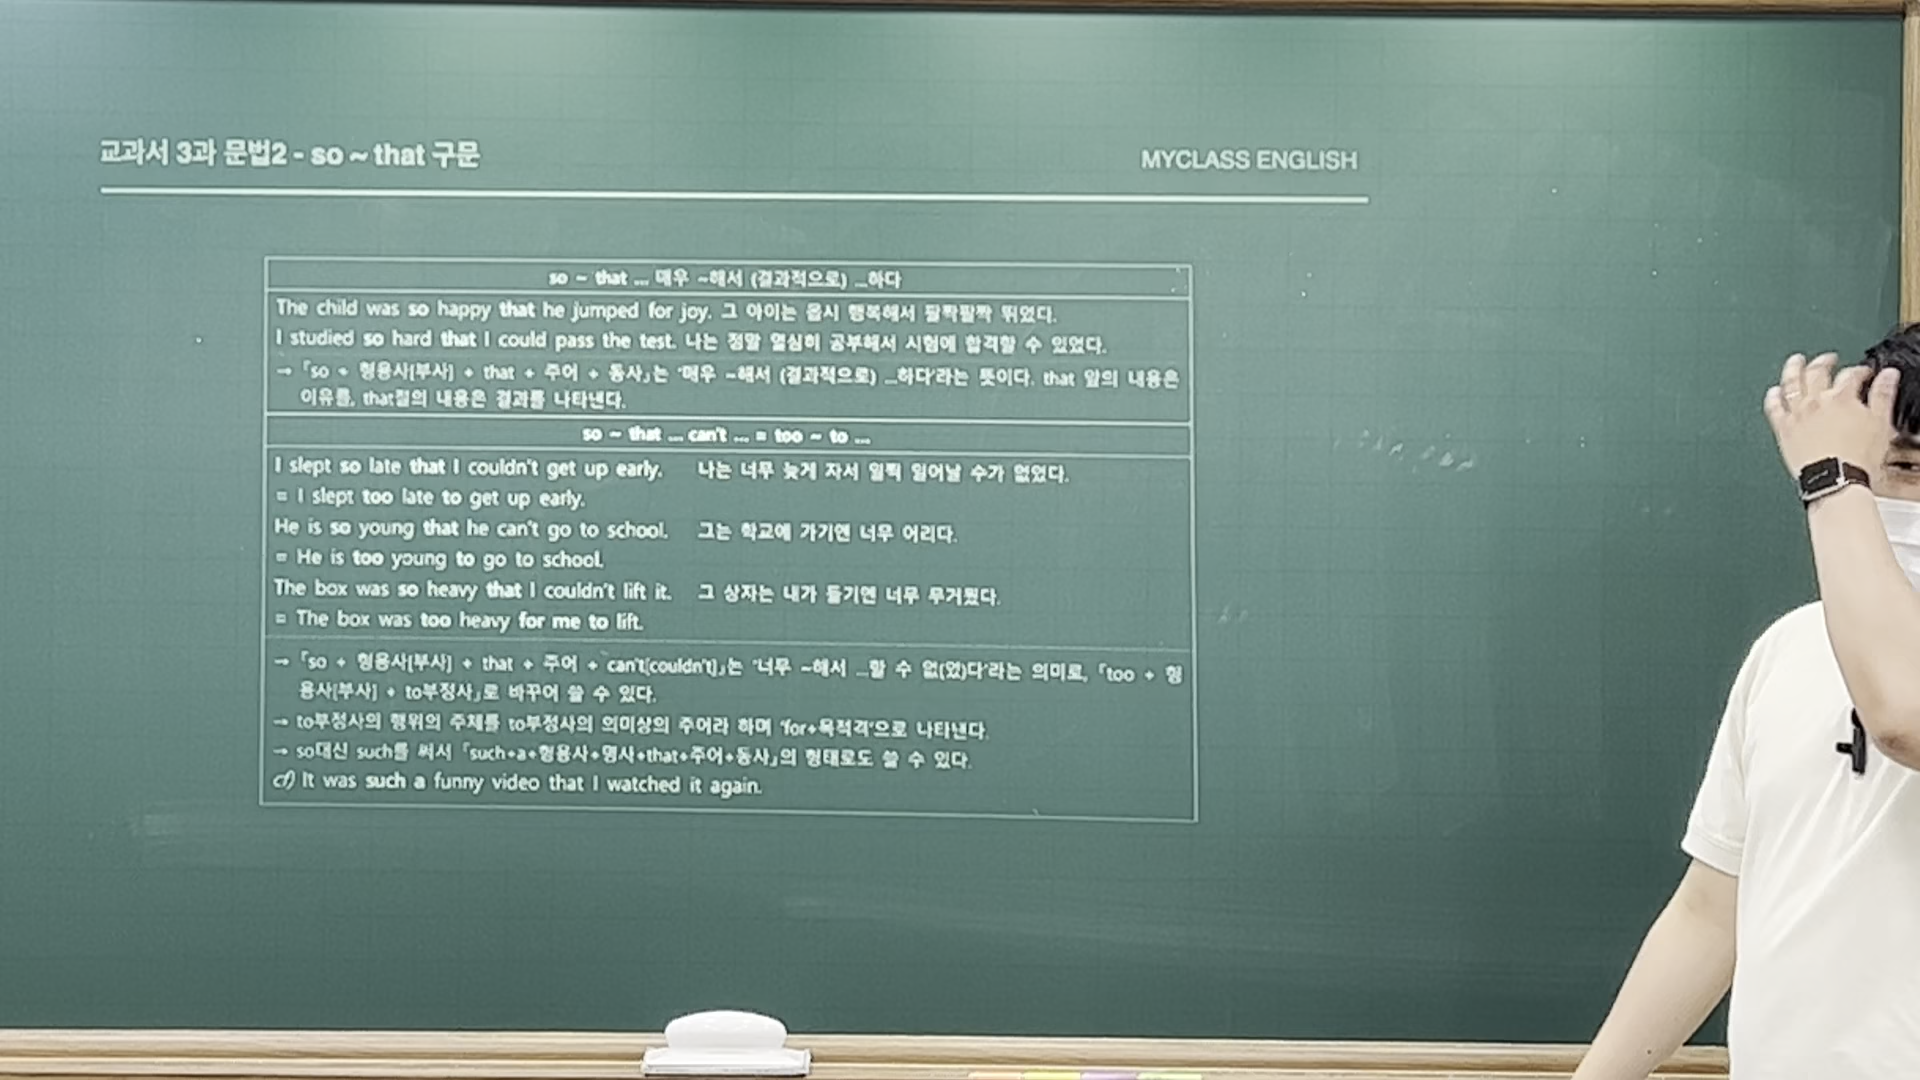 교과서 3과 문법2 - so ~ that 구문
MYCLASS ENGLISH
so ~ that ... 매우 ~해서 (결과적으로) ...하다
The child was so happy that he jumped for joy. 그 아이는 몹시 행복해서 팔짝팔짝 뛰었다.
I studied so hard that I could pass the test. 나는 정말 열심히 공부해서 시험에 합격할 수 있었다.
→ 「so + 형용사[부사] + that + 주어 + 동사」는 '매우 ~해서 (결과적으로) ...하다'라는 뜻이다. that 앞의 내용은
이유를, that절의 내용은 결과를 나타낸다.
so ~ that ... can't ... = too ~ to ...
I slept so late that I couldn't get up early. 나는 너무 늦게 자서 일찍 일어날 수가 없었다.
= I slept too late to get up early.
He is so young that he can't go to school. 그는 학교에 가기엔 너무 어리다.
= He is too young to go to school.
The box was so heavy that I couldn't lift it. 그 상자는 내가 들기엔 너무 무거웠다.
= The box was too heavy for me to lift.
→ 「so + 형용사[부사] + that + 주어 + can't[couldn't]」는 '너무 ~해서 ...할 수 없(었)다'라는 의미로, 「too + 형
용사[부사] + to부정사」로 바꾸어 쓸 수 있다.
→ to부정사의 행위의 주체를 to부정사의 의미상의 주어라 하며 'for+목적격'으로 나타낸다.
→ so대신 such를 써서 「such+a+형용사+명사+that+주어+동사」의 형태로도 쓸 수 있다.
cf) It was such a funny video that I watched it again.